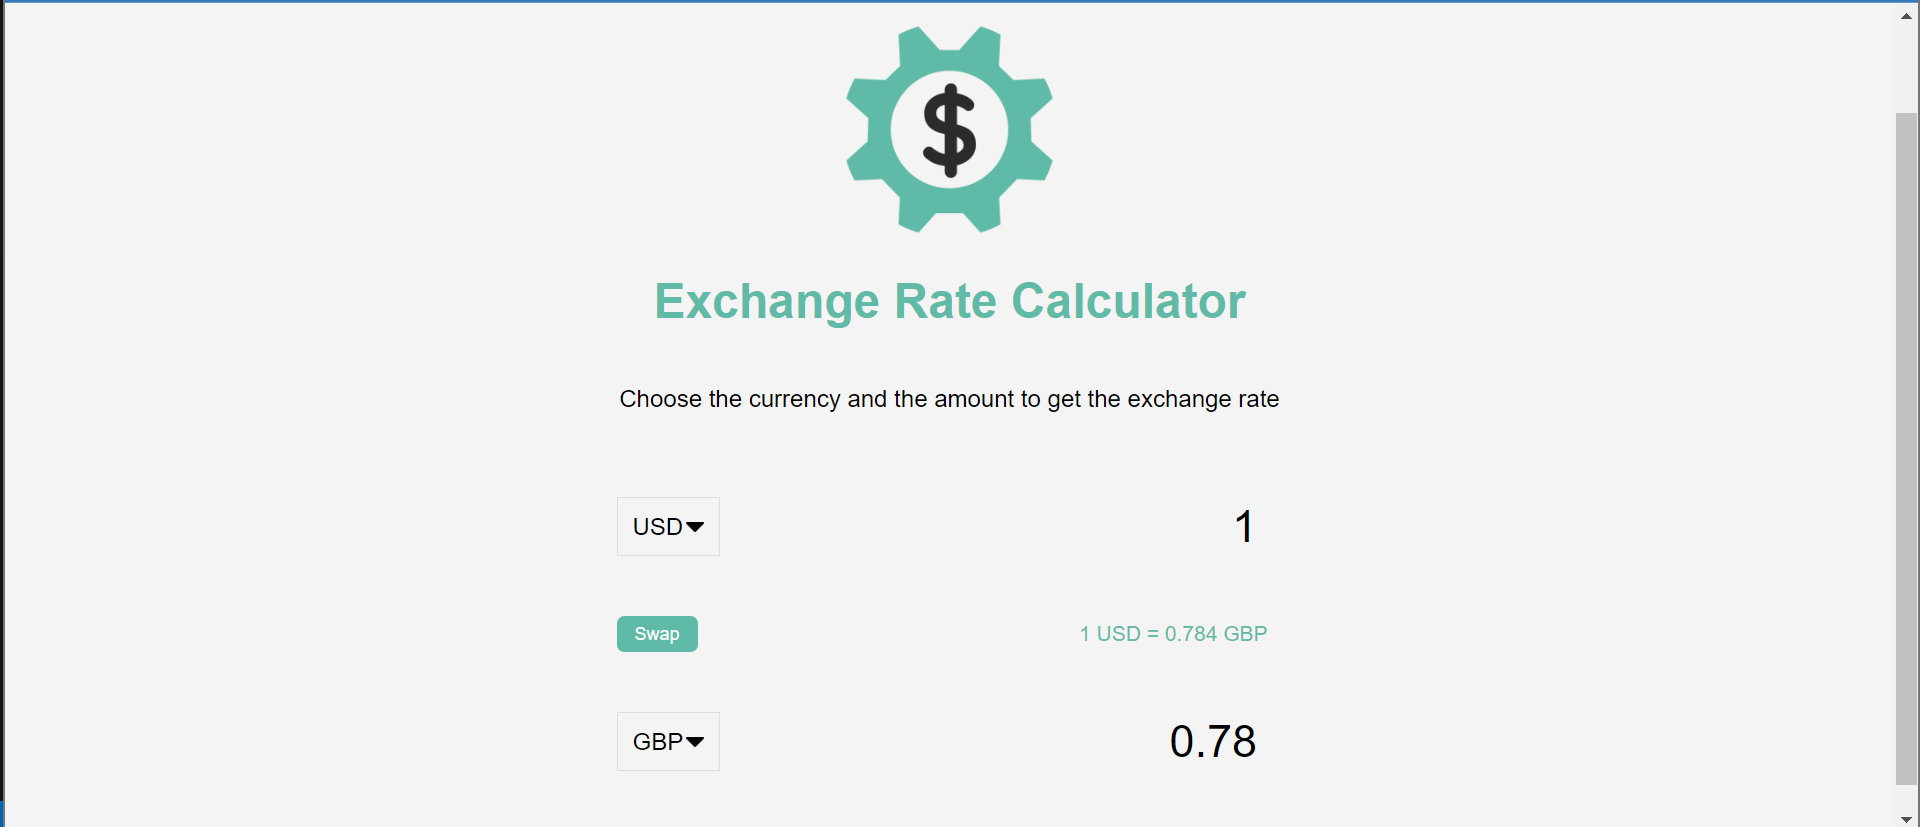 $
Exchange Rate Calculator
Choose the currency and the amount to get the exchange rate
USD 1
Swap 1 USD = 0.784 GBP
GBP 0.78